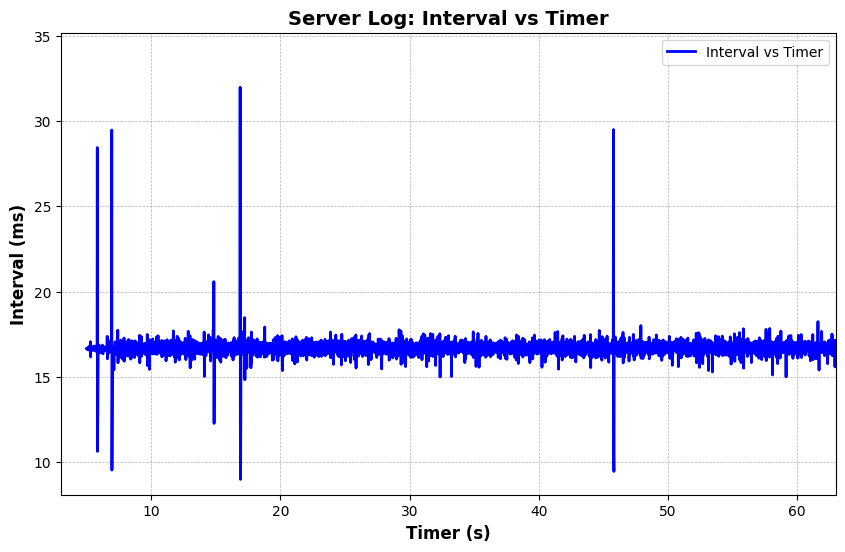 Server Log: Interval vs Timer
Interval vs Timer
35
30
25
20
15
10
Interval (ms)
10 20 30 40 50 60
Timer (s)